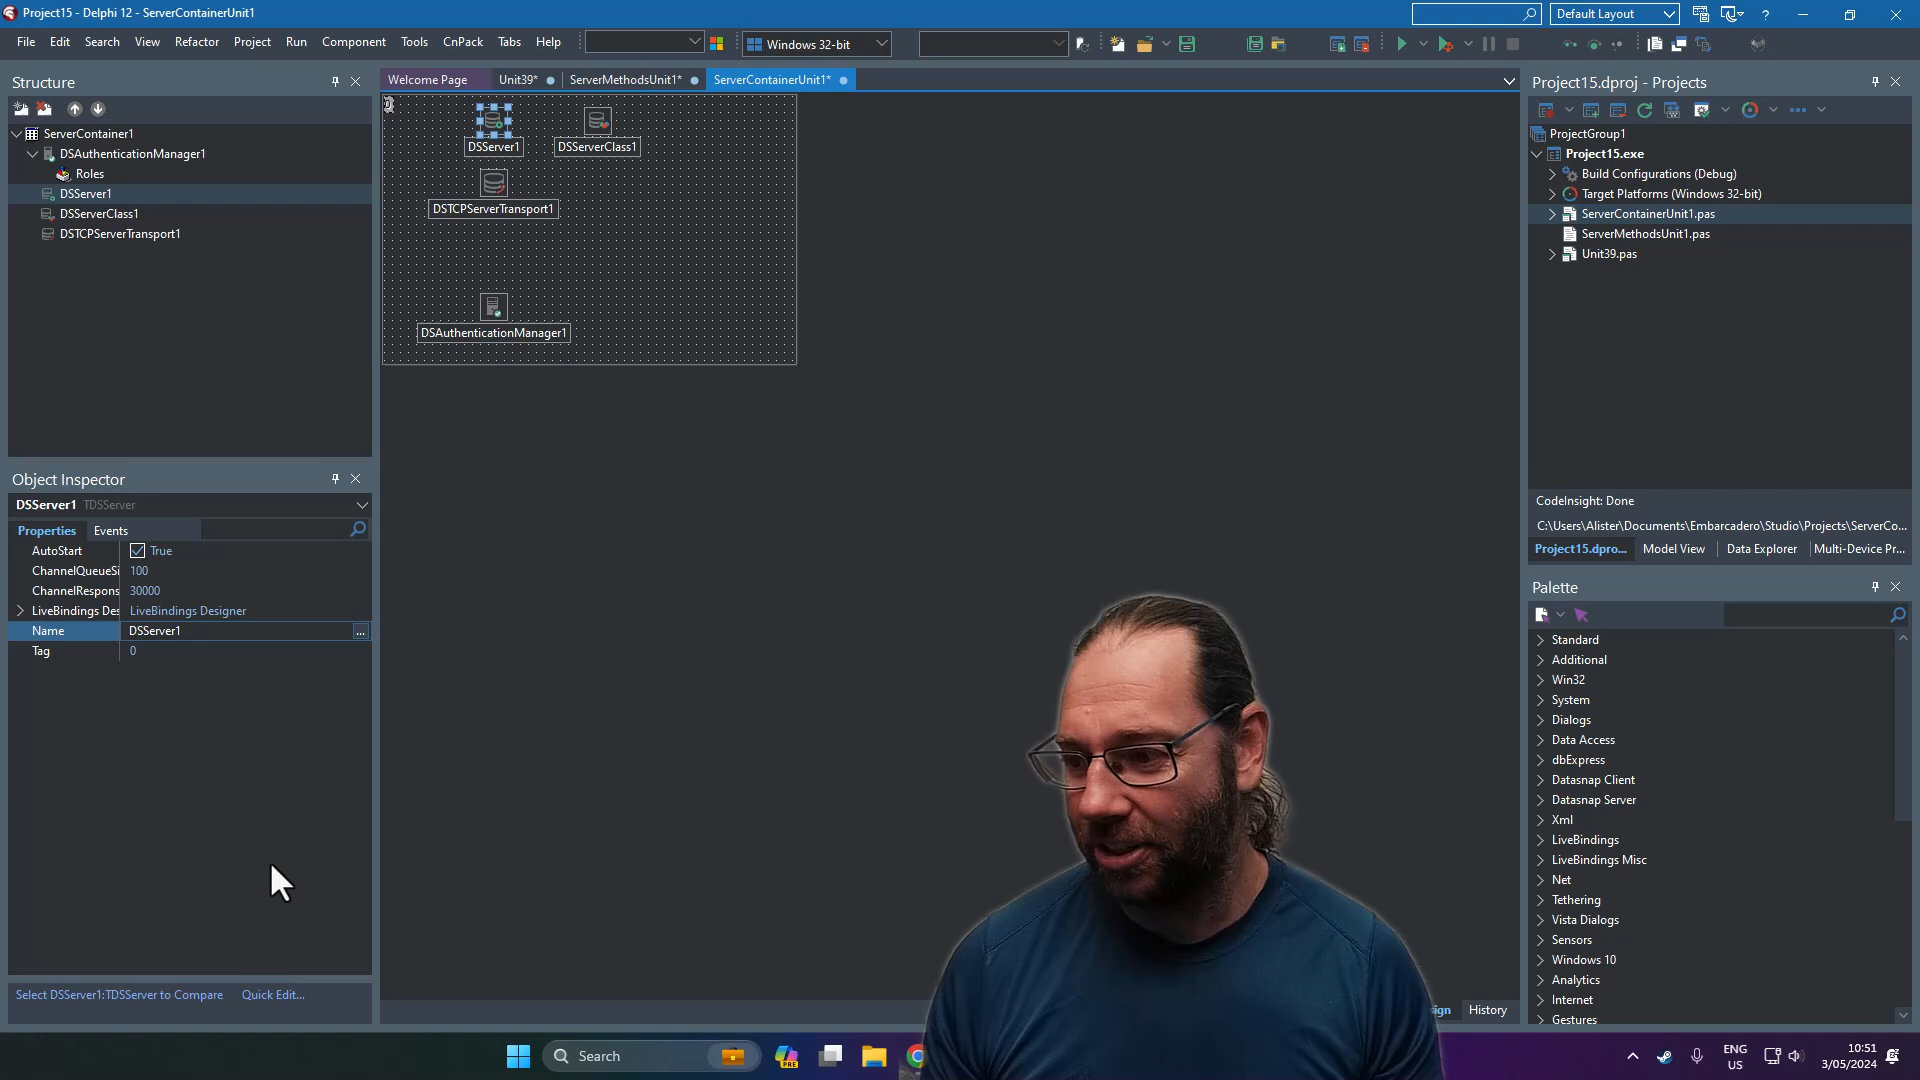 Project15 - Delphi 12 - ServerContainerUnit1
Default Layout
?
File Edit Search View Refactor Project Run Component Tools CnPack Tabs Help
Windows 32-bit
Structure
ServerContainer1
DSAuthenticationManager1
Roles
DSServer1
DSServerClass1
DSTCPServerTransport1
Object Inspector
DSServer1 TDSServer
Properties Events
AutoStart True
ChannelQueueSi 100
ChannelRespons 30000
LiveBindings Des LiveBindings Designer
Name DSServer1 ...
Tag 0
Select DSServer1:TDSServer to Compare Quick Edit...
Welcome Page Unit39* ServerMethodsUnit1* ServerContainerUnit1*
DSServer1 DSServerClass1
DSTCPServerTransport1
DSAuthenticationManager1
ign History
Project15.dproj - Projects
ProjectGroup1
Project15.exe
Build Configurations (Debug)
Target Platforms (Windows 32-bit)
ServerContainerUnit1.pas
ServerMethodsUnit1.pas
Unit39.pas
CodeInsight: Done
C:\Users\Alister\Documents\Embarcadero\Studio\Projects\ServerCo...
Project15.dpro... Model View Data Explorer Multi-Device Pr...
Palette
Standard
Additional
Win32
System
Dialogs
Data Access
dbExpress
Datasnap Client
Datasnap Server
Xml
LiveBindings
LiveBindings Misc
Net
Tethering
Vista Dialogs
Sensors
Windows 10
Analytics
Internet
Gestures
Search
PRE
ENG
US
10:51
3/05/2024